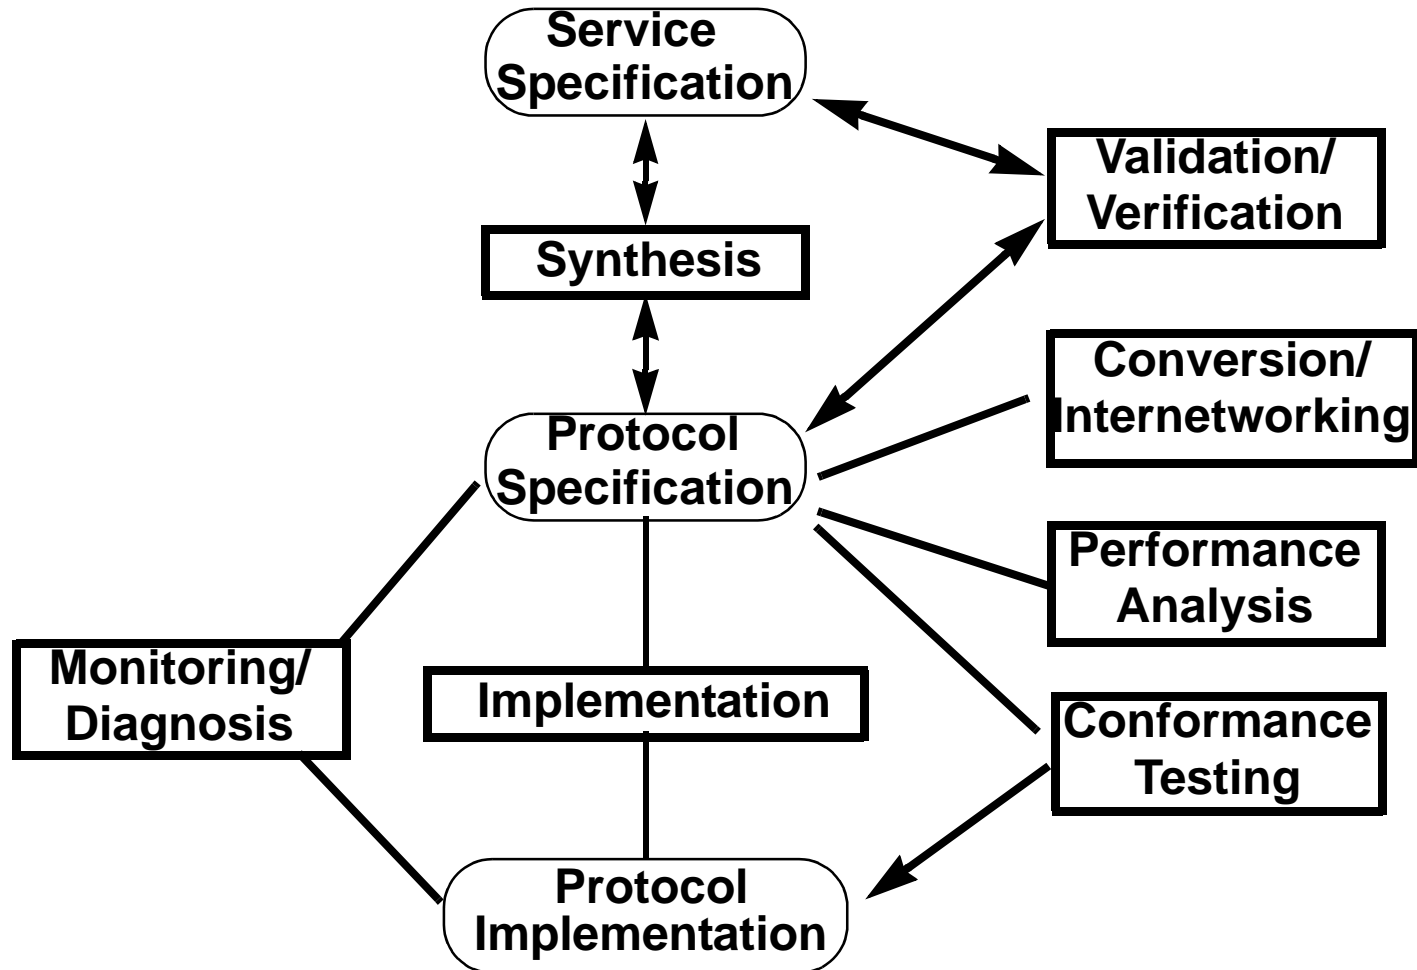 Service
Specification
Validation/
Verification
Synthesis
Conversion/
Internetworking
Protocol
Specification
Performance
Analysis
Monitoring/
Diagnosis
Implementation
Conformance
Testing
Protocol
Implementation